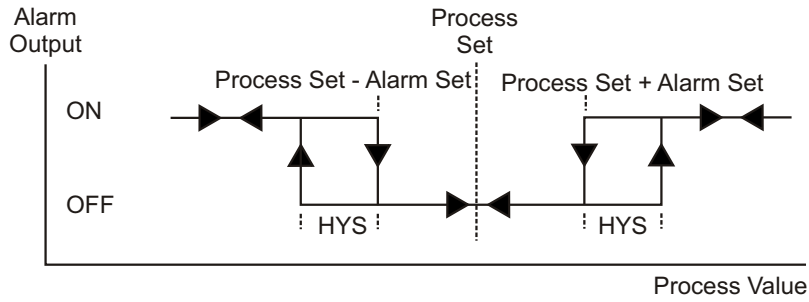 Alarm
Output
Process
Set
Process Set - Alarm Set
Process Set + Alarm Set
ON
OFF
HYS
HYS
Process Value